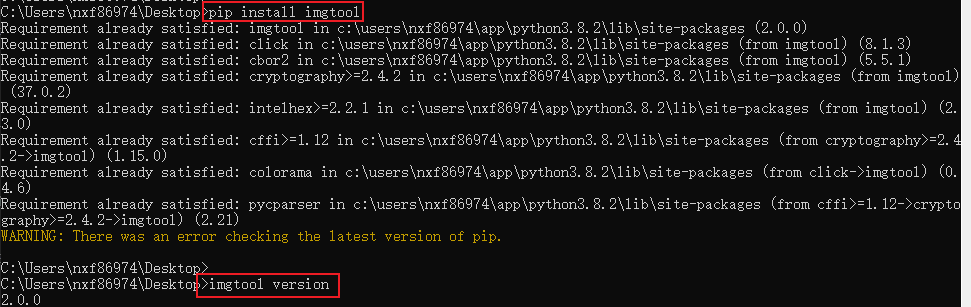 C:\Users\nxf86974\Desktop>pip install imgtool
Requirement already satisfied: imgtool in c:\users\nxf86974\app\python3.8.2\lib\site-packages (2.0.0)
Requirement already satisfied: click in c:\users\nxf86974\app\python3.8.2\lib\site-packages (from imgtool) (8.1.3)
Requirement already satisfied: cbor2 in c:\users\nxf86974\app\python3.8.2\lib\site-packages (from imgtool) (5.5.1)
Requirement already satisfied: cryptography>=2.4.2 in c:\users\nxf86974\app\python3.8.2\lib\site-packages (from imgtool)
(37.0.2)
Requirement already satisfied: intelhex>=2.2.1 in c:\users\nxf86974\app\python3.8.2\lib\site-packages (from imgtool) (2.
3.0)
Requirement already satisfied: cffi>=1.12 in c:\users\nxf86974\app\python3.8.2\lib\site-packages (from cryptography>=2.4
.2->imgtool) (1.15.0)
Requirement already satisfied: colorama in c:\users\nxf86974\app\python3.8.2\lib\site-packages (from click->imgtool) (0.
4.6)
Requirement already satisfied: pycparser in c:\users\nxf86974\app\python3.8.2\lib\site-packages (from cffi>=1.12->crypto
graphy>=2.4.2->imgtool) (2.21)
WARNING: There was an error checking the latest version of pip.
C:\Users\nxf86974\Desktop>
C:\Users\nxf86974\Desktop>imgtool version
2.0.0